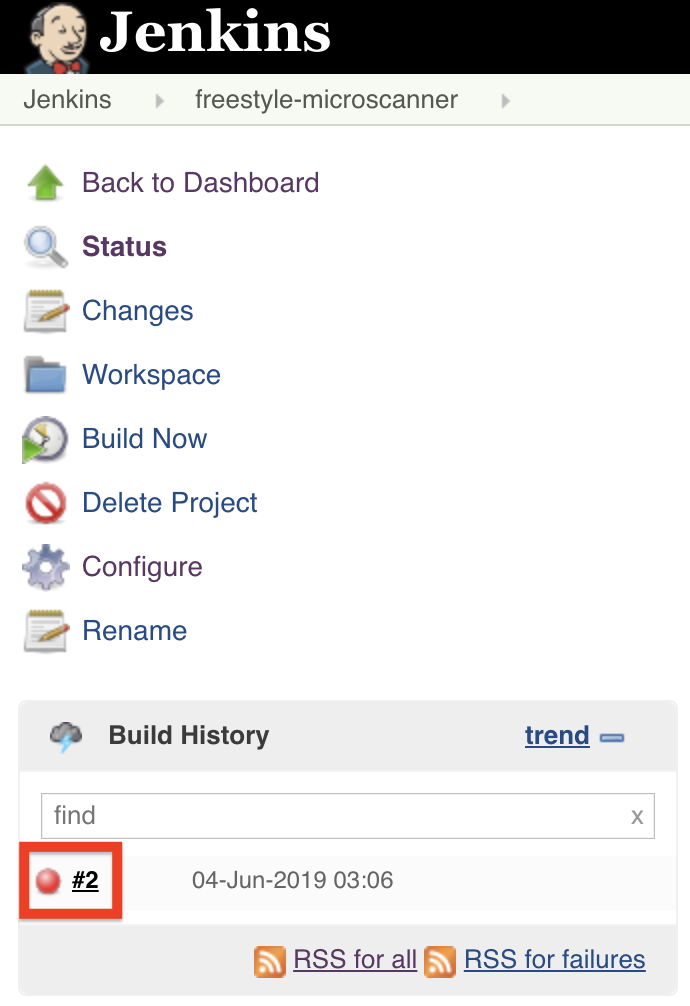 Jenkins
Jenkins freestyle-microscanner
Back to Dashboard
Status
Changes
Workspace
Build Now
Delete Project
Configure
Rename
Build History trend
find x
#2 04-Jun-2019 03:06
RSS for all RSS for failures